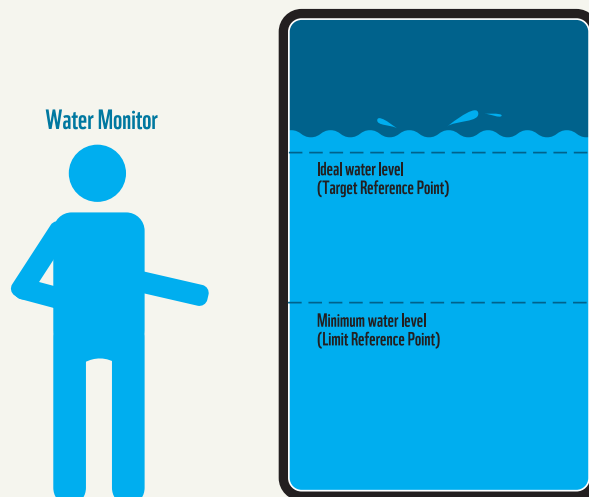 Water Monitor
Ideal water level
(Target Reference Point)
Minimum water level
(Limit Reference Point)